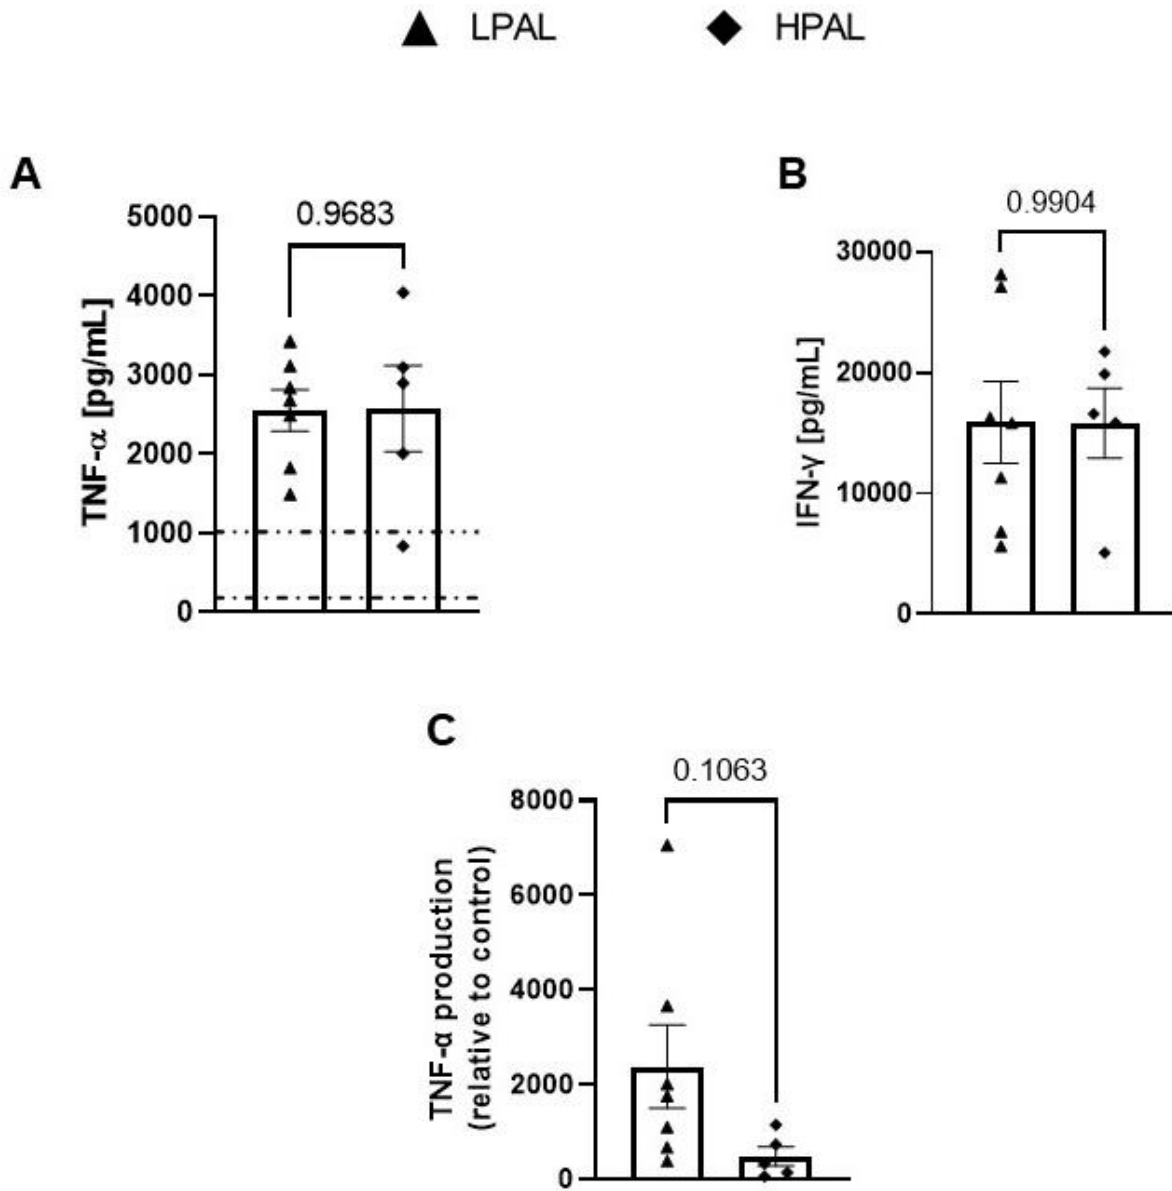 LPAL HPAL
A
0.9683
5000
4000
3000
2000
1000
0
TNF-α [pg/mL]
B
0.9904
30000
20000
10000
0
IFN-γ [pg/mL]
C
0.1063
8000
6000
4000
2000
0
TNF-α production
(relative to control)